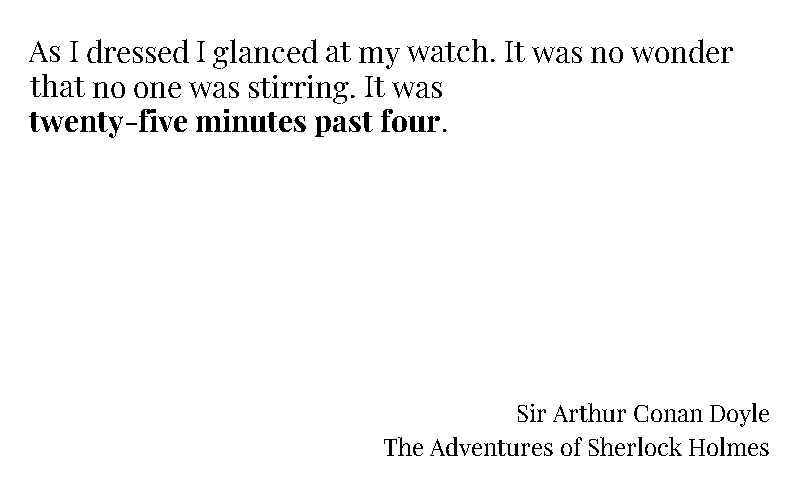 As I dressed I glanced at my watch. It was no wonder
that no one was stirring. It was
twenty-five minutes past four.
Sir Arthur Conan Doyle
The Adventures of Sherlock Holmes